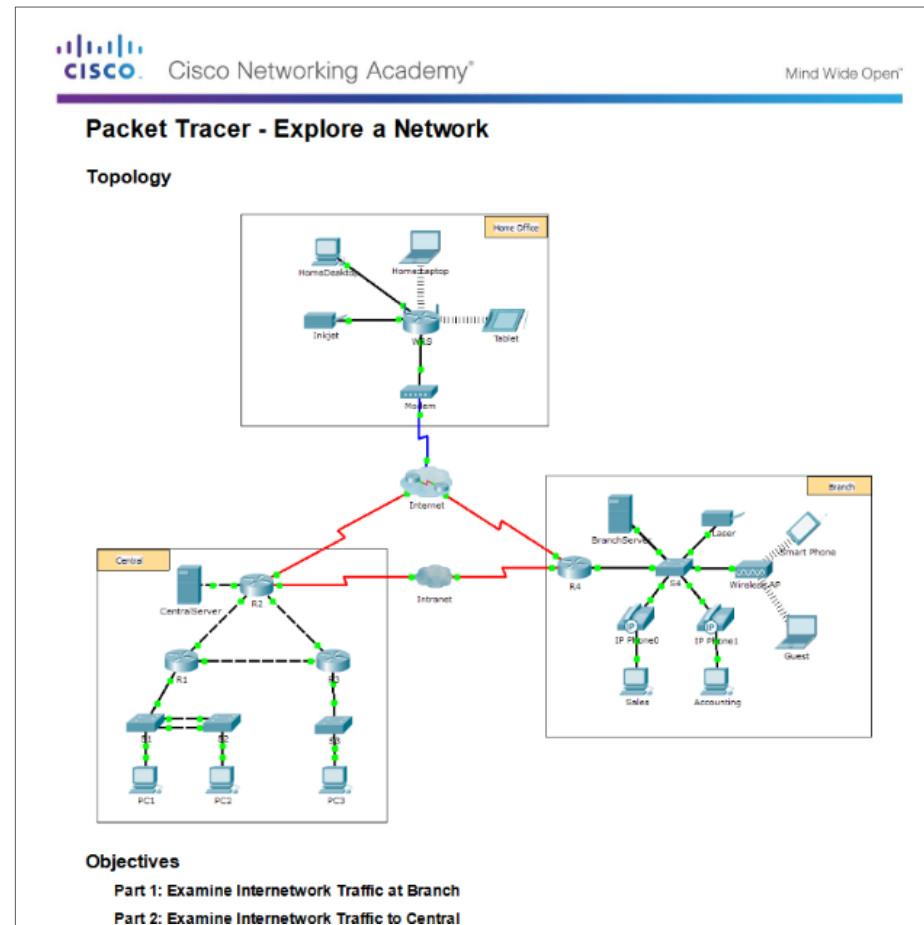 CISCO. Cisco Networking Academy® Mind Wide Open™
Packet Tracer - Explore a Network
Topology
Home Office
HomeDesktop
HomeLaptop
Inkjet
WRS
Tablet
Modem
Internet
Branch
BranchServer
Laser
Smart Phone
Central
CentralServer
R2
Intranet
R4
S4
Wireless AP
IP Phone0
IP Phone1
Guest
R1
R3
Sales
Accounting
S1
S2
S3
PC1
PC2
PC3
Objectives
Part 1: Examine Internetwork Traffic at Branch
Part 2: Examine Internetwork Traffic to Central